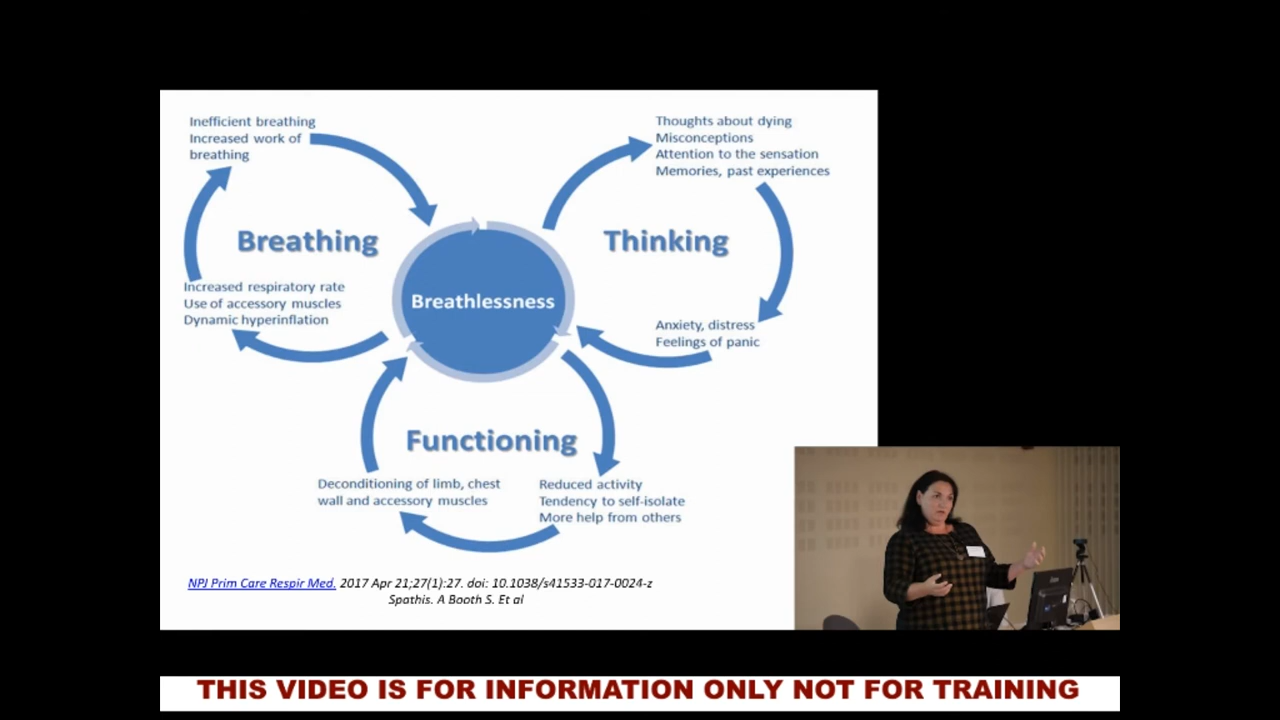 Inefficient breathing
Increased work of
breathing
Breathing
Increased respiratory rate
Use of accessory muscles
Dynamic hyperinflation
Breathlessness
Thoughts about dying
Misconceptions
Attention to the sensation
Memories, past experiences
Thinking
Anxiety, distress
Feelings of panic
Functioning
Deconditioning of limb, chest
wall and accessory muscles
Reduced activity
Tendency to self-isolate
More help from others
NPJ Prim Care Respir Med. 2017 Apr 21;27(1):27. doi: 10.1038/s41533-017-0024-z
Spathis. A Booth S. Et al
THIS VIDEO IS FOR INFORMATION ONLY NOT FOR TRAINING